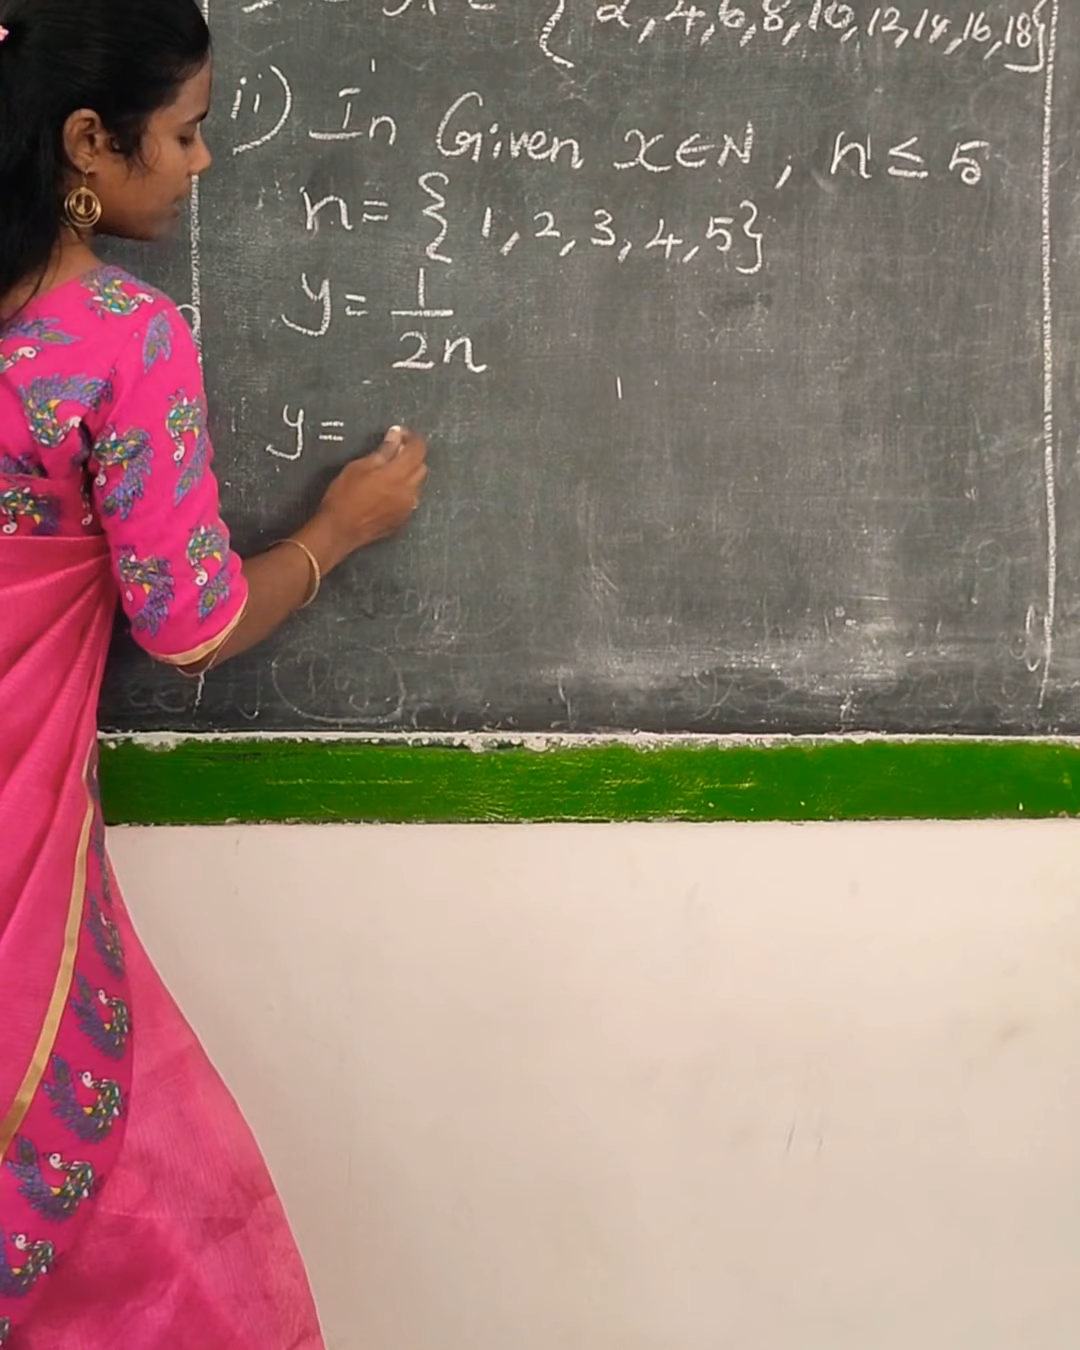 {2,4,6,8,10,12,14,16,18}
ii) In Given x∈N, n ≤ 5
n= {1,2,3,4,5}
y= 1/2n
y=